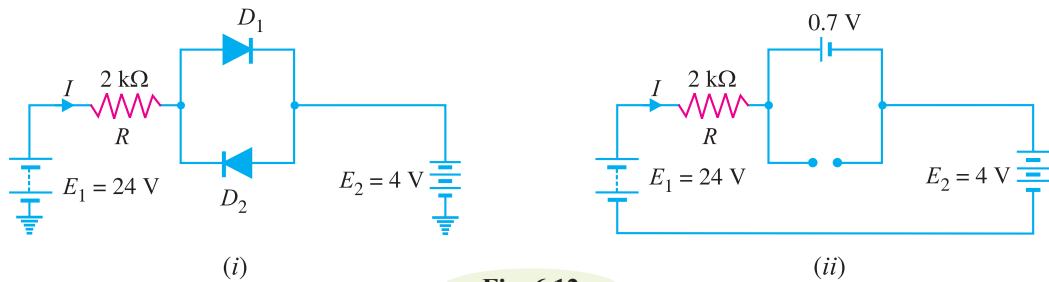 D1
I
2 kΩ
R
E1 = 24 V
D2
E2 = 4 V
(i)
0.7 V
I
2 kΩ
R
E1 = 24 V
E2 = 4 V
(ii)